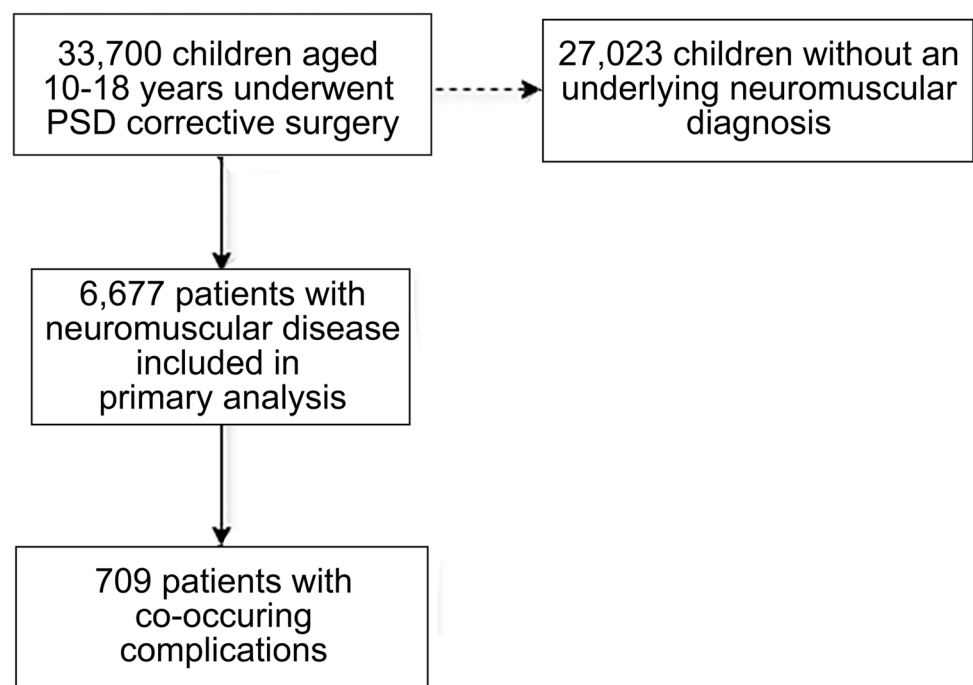 33,700 children aged
10-18 years underwent
PSD corrective surgery
27,023 children without an
underlying neuromuscular
diagnosis
6,677 patients with
neuromuscular disease
included in
primary analysis
709 patients with
co-occuring
complications